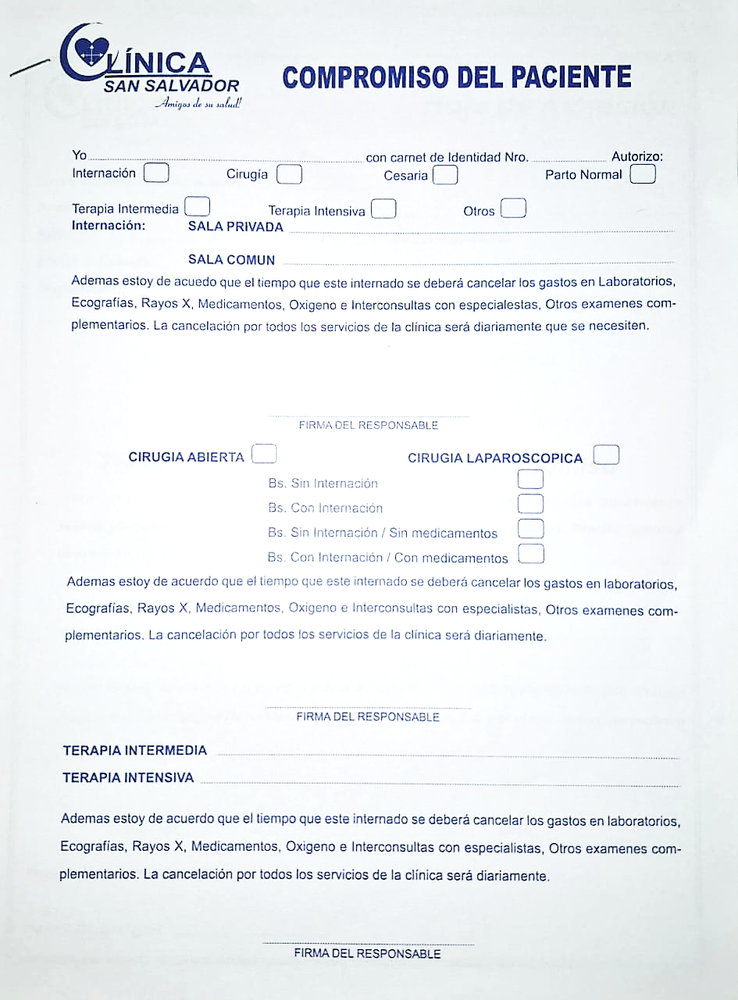 CLÍNICA
SAN SALVADOR
Amigos de su salud!
COMPROMISO DEL PACIENTE
Yo con carnet de Identidad Nro. Autorizo:
Internación Cirugía Cesaria Parto Normal
Terapia Intermedia Terapia Intensiva Otros
Internación: SALA PRIVADA
SALA COMUN
Ademas estoy de acuedo que el tiempo que este internado se deberá cancelar los gastos en Laboratorios,
Ecografías, Rayos X, Medicamentos, Oxigeno e Interconsultas con especialestas, Otros examenes com-
plementarios. La cancelación por todos los servicios de la clínica será diariamente que se necesiten.
FIRMA DEL RESPONSABLE
CIRUGIA ABIERTA CIRUGIA LAPAROSCOPICA
Bs. Sin Internación
Bs. Con Internación
Bs. Sin Internación / Sin medicamentos
Bs. Con Internación / Con medicamentos
Ademas estoy de acuerdo que el tiempo que este internado se deberá cancelar los gastos en laboratorios,
Ecografías, Rayos X, Medicamentos, Oxigeno e Interconsultas con especialistas, Otros examenes com-
plementarios. La cancelación por todos los servicios de la clínica será diariamente.
FIRMA DEL RESPONSABLE
TERAPIA INTERMEDIA
TERAPIA INTENSIVA
Ademas estoy de acuerdo que el tiempo que este internado se deberá cancelar los gastos en laboratorios,
Ecografías, Rayos X, Medicamentos, Oxigeno e Interconsultas con especialistas, Otros examenes com-
plementarios. La cancelación por todos los servicios de la clínica será diariamente.
FIRMA DEL RESPONSABLE